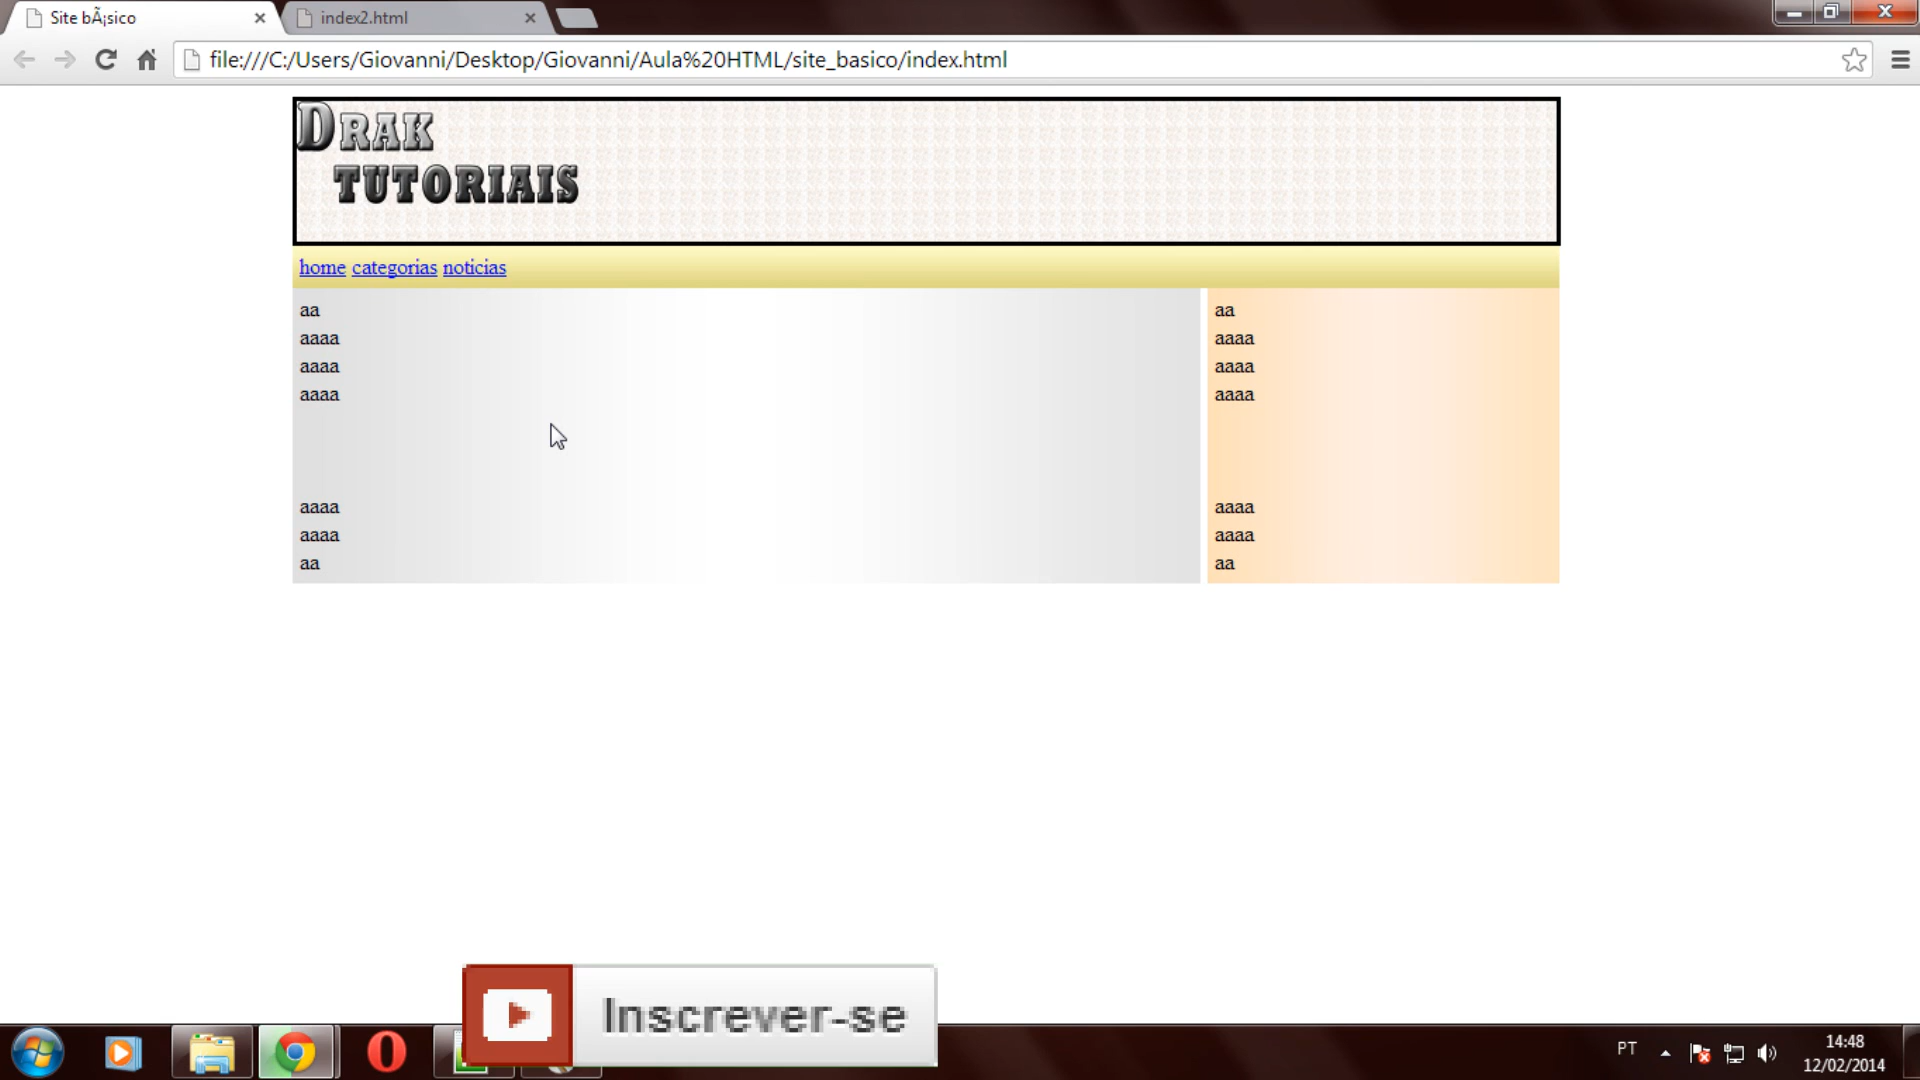 Site bÃ¡sico
index2.html
file:///C:/Users/Giovanni/Desktop/Giovanni/Aula%20HTML/site_basico/index.html
DRAK
TUTORIAIS
home categorias noticias
aa
aaaa
aaaa
aaaa
aaaa
aaaa
aa
aa
aaaa
aaaa
aaaa
aaaa
aaaa
aa
Inscrever-se
PT
14:48
12/02/2014